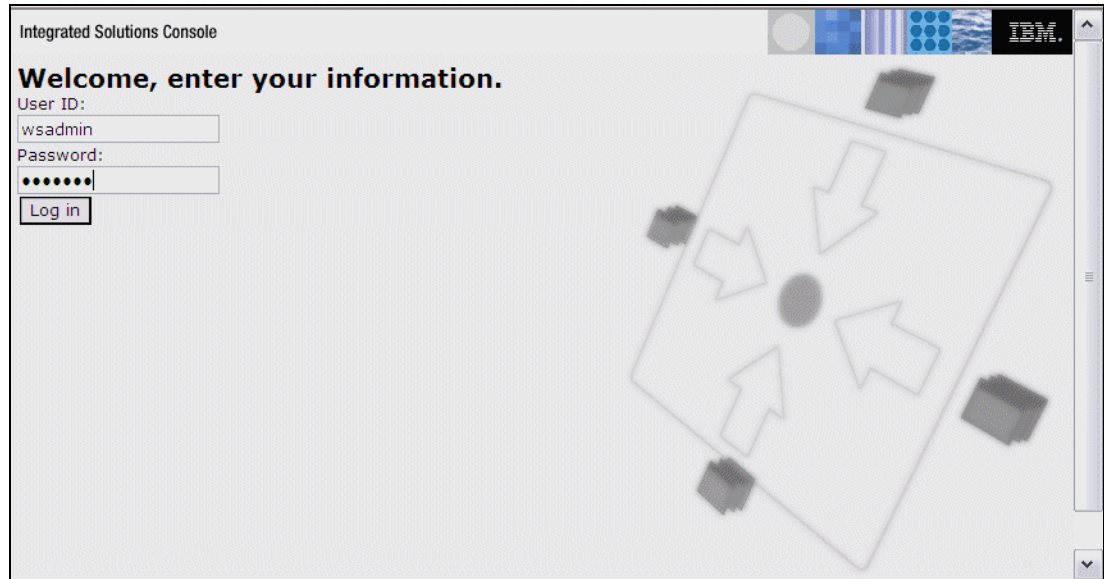 Integrated Solutions Console
IBM.
Welcome, enter your information.
User ID:
wsadmin
Password:
•••••••
Log in